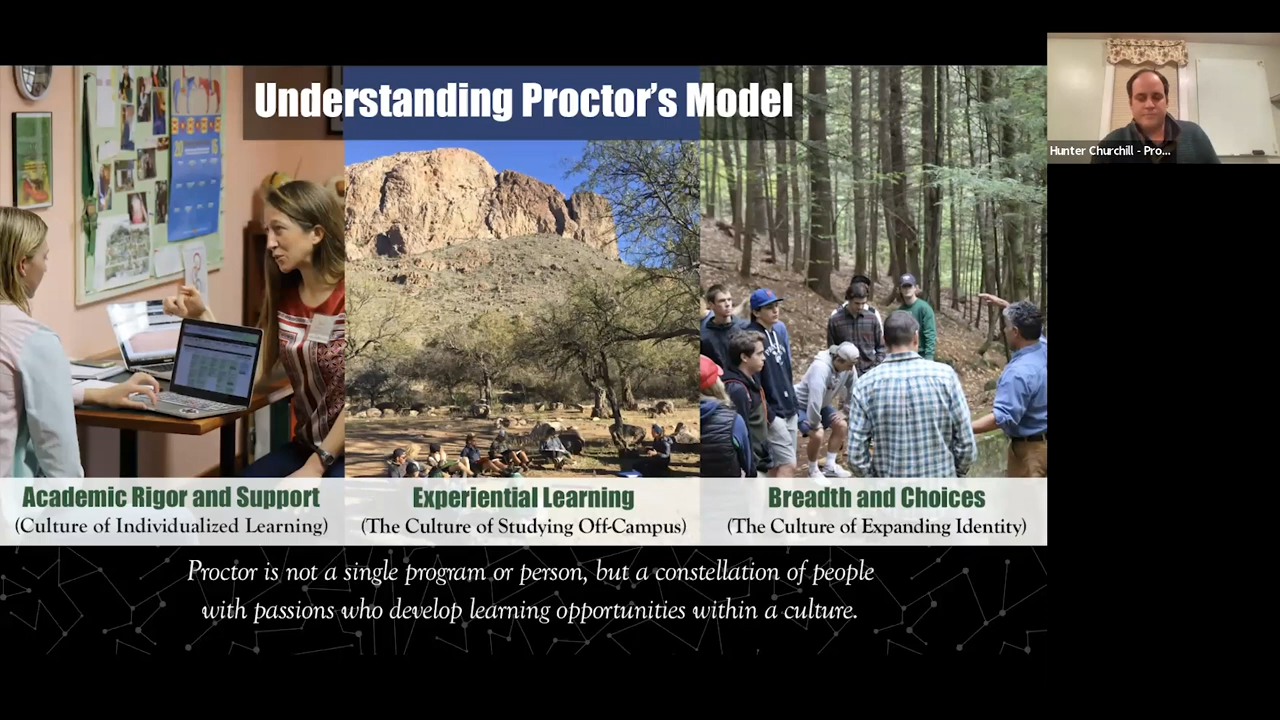 Understanding Proctor's Model
Hunter Churchill - Pro...
Academic Rigor and Support
(Culture of Individualized Learning)
Experiential Learning
(The Culture of Studying Off-Campus)
Breadth and Choices
(The Culture of Expanding Identity)
Proctor is not a single program or person, but a constellation of people
with passions who develop learning opportunities within a culture.